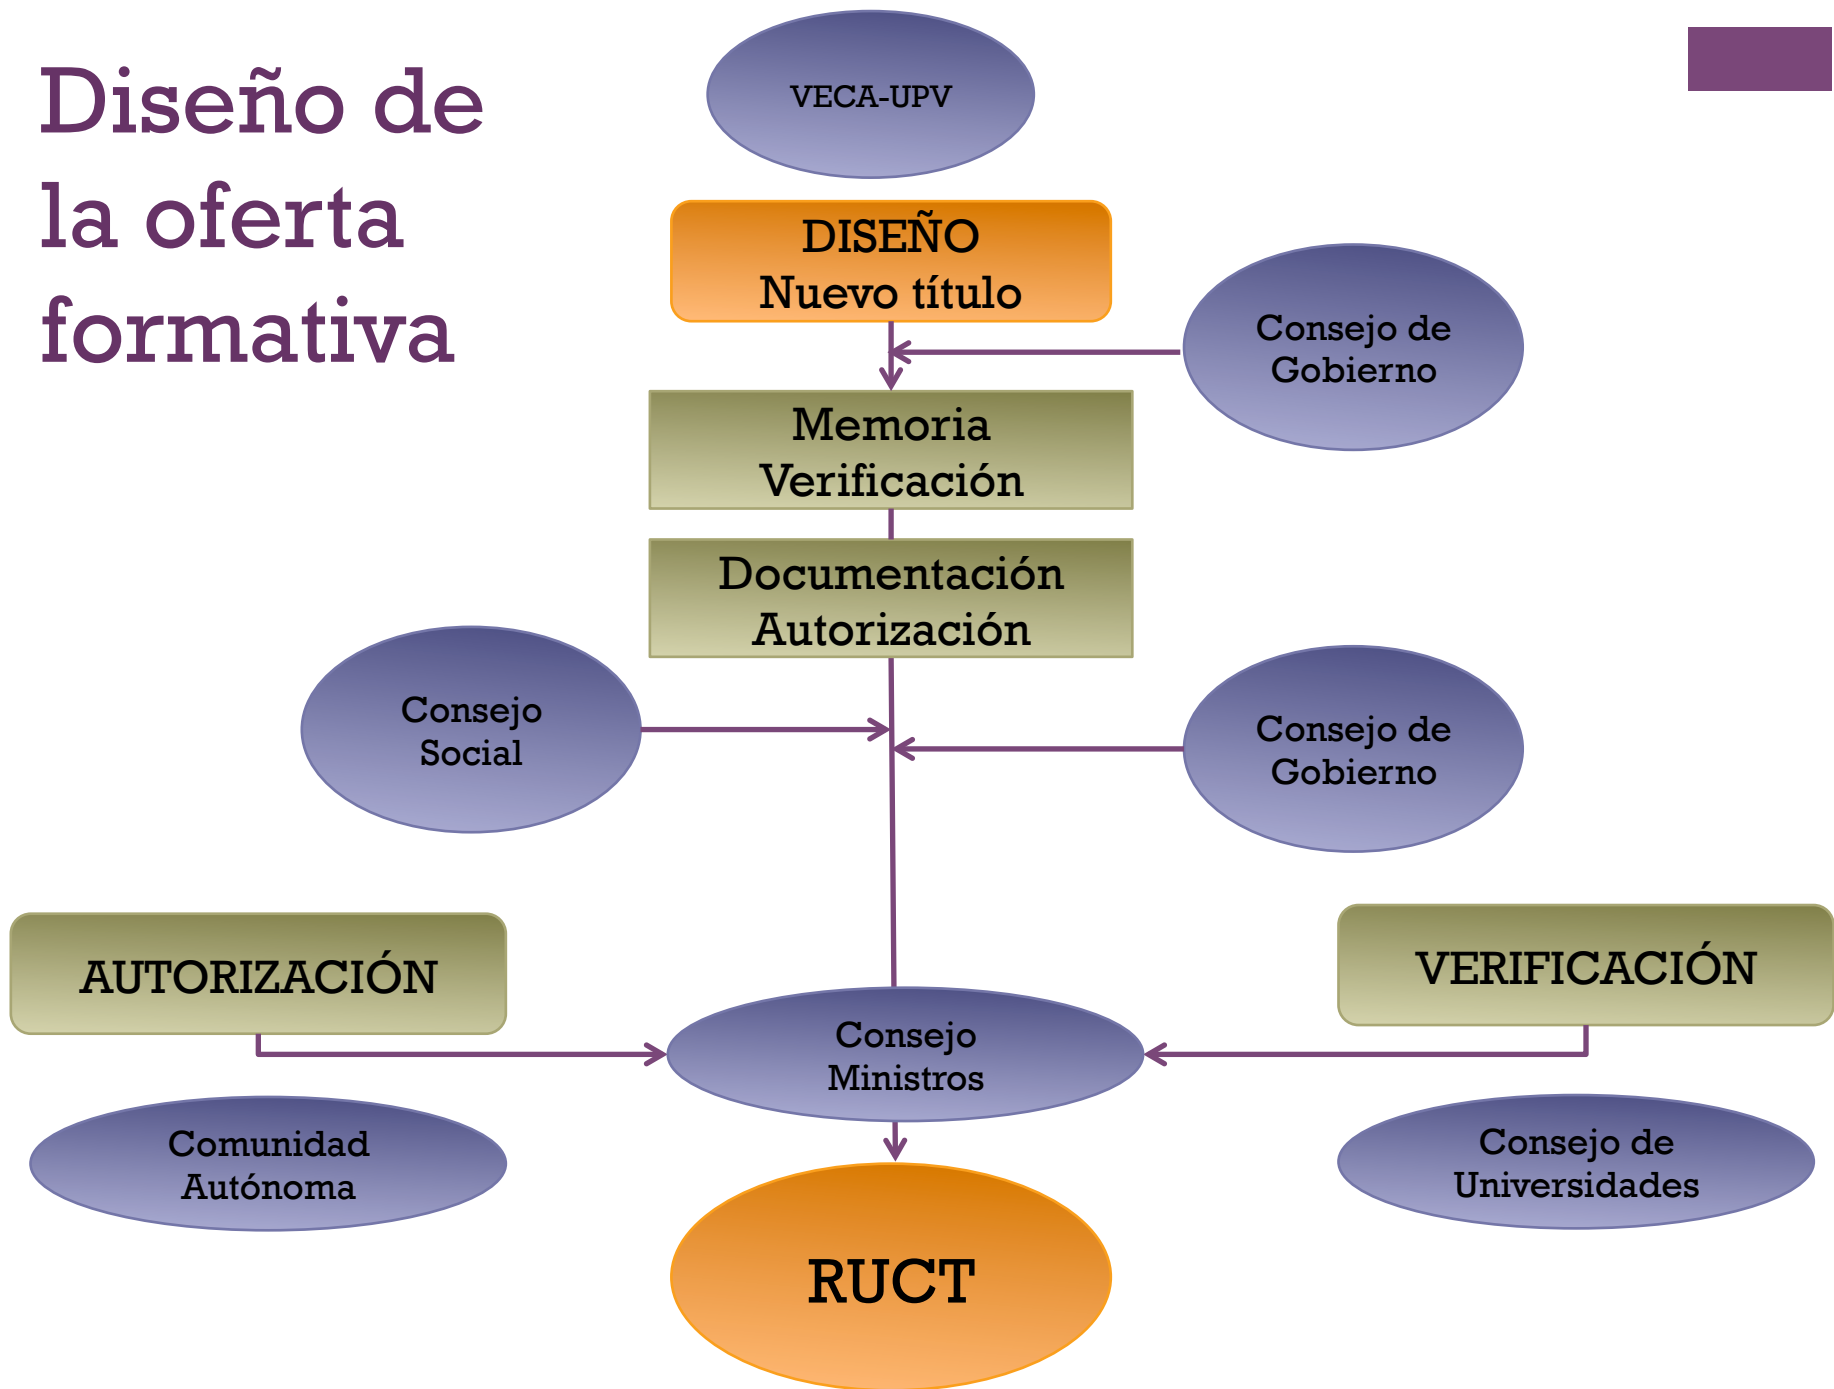 Diseño de
la oferta
formativa
VECA-UPV
DISEÑO
Nuevo título
Consejo de
Gobierno
Memoria
Verificación
Documentación
Autorización
Consejo
Social
Consejo de
Gobierno
AUTORIZACIÓN
VERIFICACIÓN
Consejo
Ministros
Comunidad
Autónoma
Consejo de
Universidades
RUCT